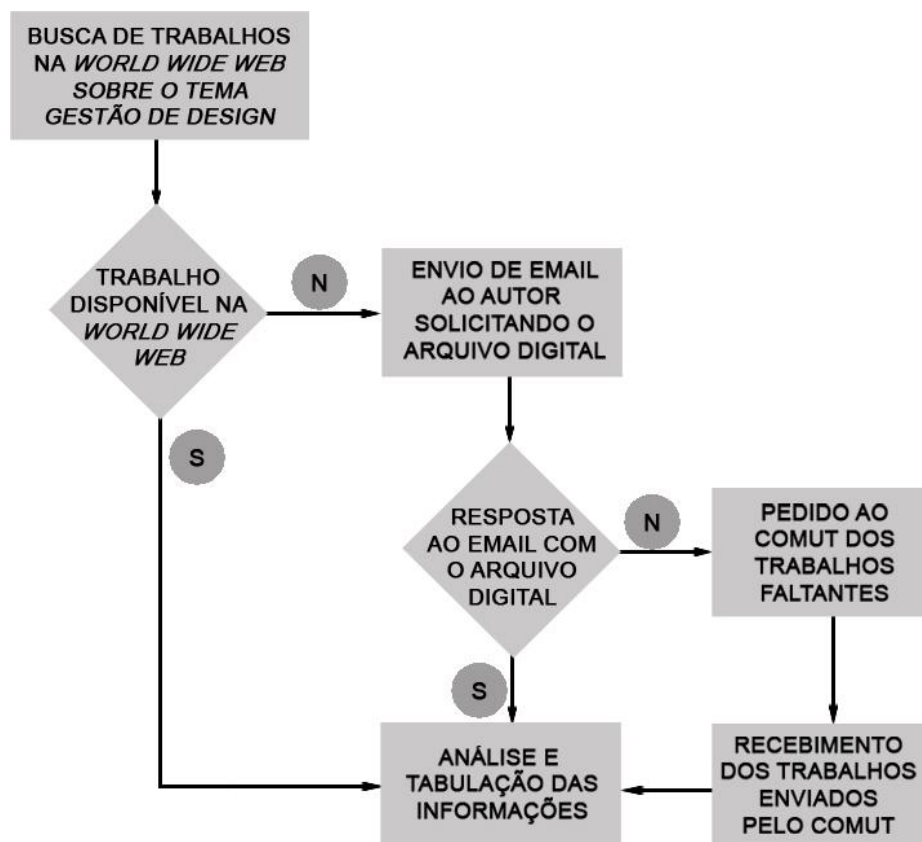 BUSCA DE TRABALHOS
NA WORLD WIDE WEB
SOBRE O TEMA
GESTÃO DE DESIGN
TRABALHO
DISPONÍVEL NA
WORLD WIDE
WEB
N
ENVIO DE EMAIL
AO AUTOR
SOLICITANDO O
ARQUIVO DIGITAL
S
RESPOSTA
AO EMAIL COM
O ARQUIVO
DIGITAL
N
PEDIDO AO
COMUT DOS
TRABALHOS
FALTANTES
S
ANÁLISE E
TABULAÇÃO DAS
INFORMAÇÕES
RECEBIMENTO
DOS TRABALHOS
ENVIADOS
PELO COMUT